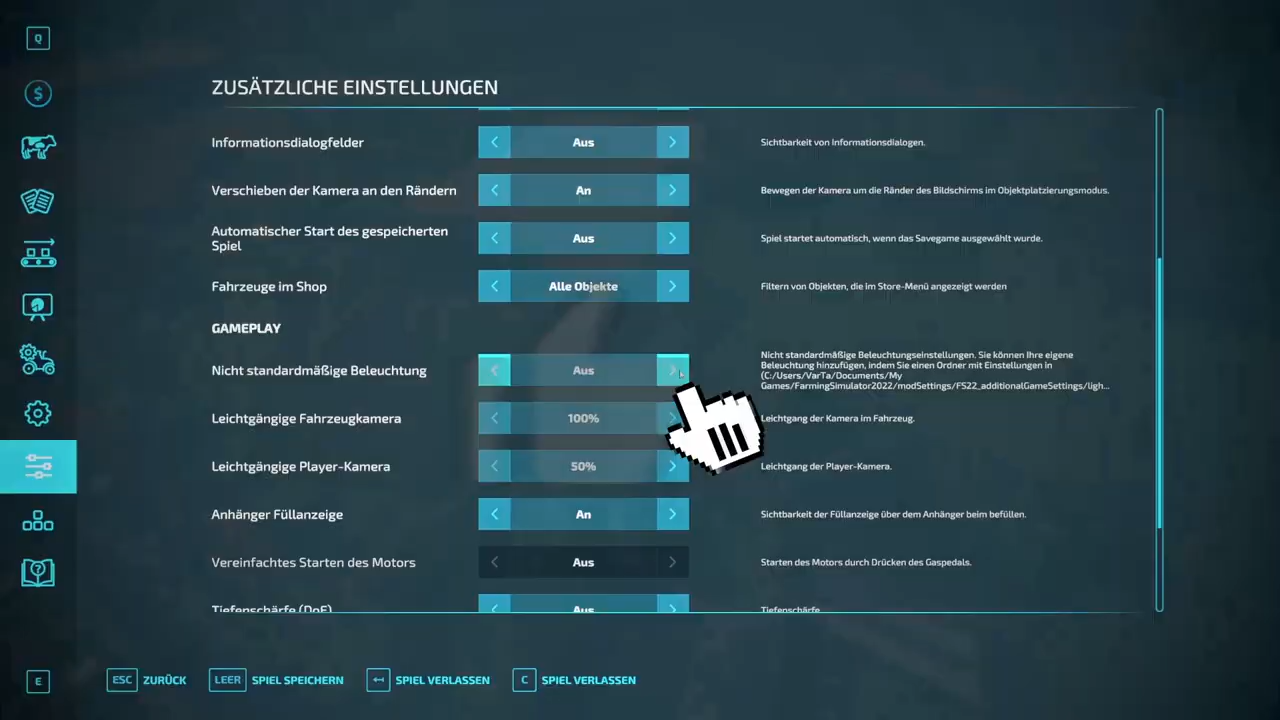 Q
ZUSÄTZLICHE EINSTELLUNGEN
Informationsdialogfelder
Aus
Sichtbarkeit von Informationsdialogen.
Verschieben der Kamera an den Rändern
An
Bewegen der Kamera um die Ränder des Bildschirms im Objektplatzierungsmodus.
Automatischer Start des gespeicherten
Spiel
Aus
Spiel startet automatisch, wenn das Savegame ausgewählt wurde.
Fahrzeuge im Shop
Alle Objekte
Filtern von Objekten, die im Store-Menü angezeigt werden
GAMEPLAY
Nicht standardmäßige Beleuchtung
Aus
Nicht standardmäßige Beleuchtungseinstellungen. Sie können Ihre eigene
Beleuchtung hinzufügen, indem Sie einen Ordner mit Einstellungen in
(C:/Users/VarTa/Documents/My
Games/FarmingSimulator2022/modSettings/FS22_additionalGameSettings/ligh...
Leichtgängige Fahrzeugkamera
100%
Leichtgang der Kamera im Fahrzeug.
Leichtgängige Player-Kamera
50%
Leichtgang der Player-Kamera.
Anhänger Füllanzeige
An
Sichtbarkeit der Füllanzeige über dem Anhänger beim befüllen.
Vereinfachtes Starten des Motors
Aus
Starten des Motors durch Drücken des Gaspedals.
Tiefenschärfe (DoF)
Aus
Tiefenschärfe
E
ESC ZURÜCK
LEER SPIEL SPEICHERN
SPIEL VERLASSEN
C SPIEL VERLASSEN